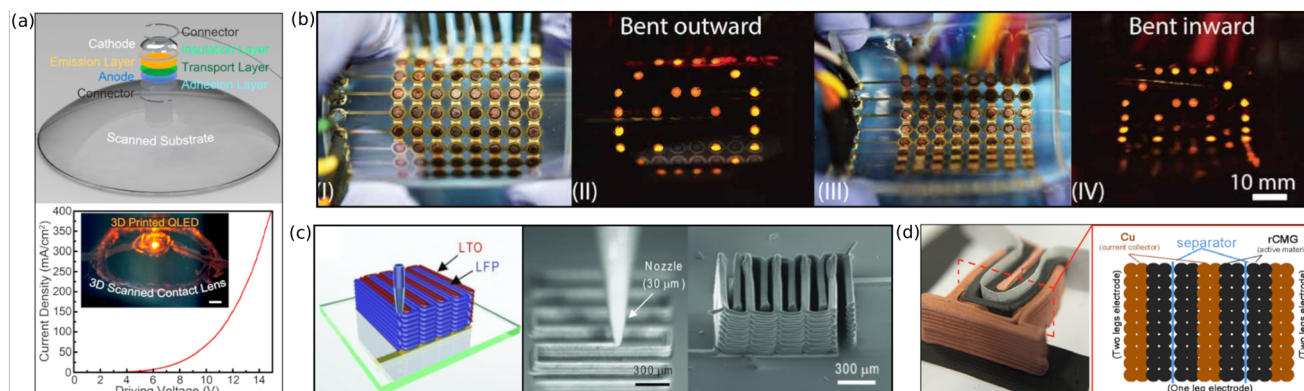 (a)
Connector
Cathode
Insulation Layer
Emission Layer
Transport Layer
Anode
Adhesion Layer
Connector
Scanned Substrate
3D Printed QLED
3D Scanned Contact Lens
Current Density (mA/cm²)
400
350
300
250
200
150
100
50
0
0 2 4 6 8 10 12 14
Driving Voltage (V)
(b)
(I)
Bent outward
(II)
(III)
Bent inward
(IV)
10 mm
(c)
LTO
LFP
Nozzle
(30 μm)
300 μm
300 μm
(d)
Cu
(current collector)
separator
rCMG
(active materi
(Two legs electrode)
(Two legs electrode)
(One leg electrode)